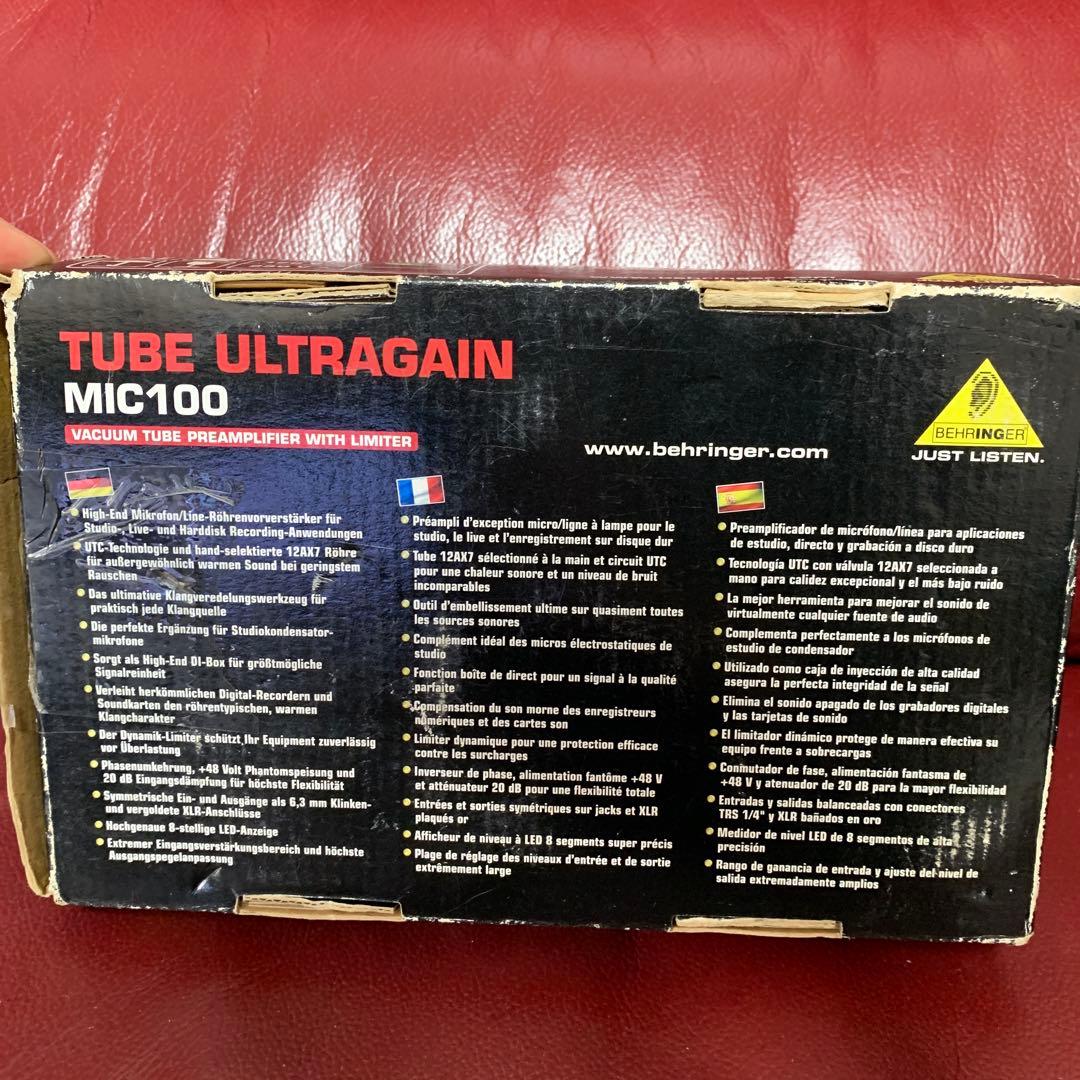 TUBE ULTRAGAIN
MIC100
VACUUM TUBE PREAMPLIFIER WITH LIMITER
www.behringer.com
BEHRINGER
JUST LISTEN.
High-End Mikrofon/Line-Röhrenvorverstärker für
Studio-, Live- und Harddisk Recording-Anwendungen
UTC-Technologie und hand-selektierte 12AX7 Röhre
für außergewöhnlich warmen Sound bei geringstem
Rauschen
Das ultimative Klangveredelungswerkzeug für
praktisch jede Klangquelle
Die perfekte Ergänzung für Studiokondensator-
mikrofone
Sorgt als High-End DI-Box für größtmögliche
Signalreinheit
Verleiht herkömmlichen Digital-Recordern und
Soundkarten den röhrentypischen, warmen
Klangcharakter
Der Dynamik-Limiter schützt Ihr Equipment zuverlässig
vor Überlastung
Phasenumkehrung, +48 Volt Phantomspeisung und
20 dB Eingangsdämpfung für höchste Flexibilität
Symmetrische Ein- und Ausgänge als 6,3 mm Klinken-
und vergoldete XLR-Anschlüsse
Hochgenaue 8-stellige LED-Anzeige
Extremer Eingangsverstärkungsbereich und höchste
Ausgangspegelanpassung
Préampli d'exception micro/ligne à lampe pour le
studio, le live et l'enregistrement sur disque dur
Tube 12AX7 sélectionné à la main et circuit UTC
pour une chaleur sonore et un niveau de bruit
incomparables
Outil d'embellissement ultime sur quasiment toutes
les sources sonores
Complément idéal des micros électrostatiques de
studio
Fonction boîte de direct pour un signal à la qualité
parfaite
Compensation du son morne des enregistreurs
numériques et des cartes son
Limiter dynamique pour une protection efficace
contre les surcharges
Inverseur de phase, alimentation fantôme +48 V
et atténuateur 20 dB pour une flexibilité totale
Entrées et sorties symétriques sur jacks et XLR
plaqués or
Afficheur de niveau à LED 8 segments super précis
Plage de réglage des niveaux d'entrée et de sortie
extrêmement large
Preamplificador de micrófono/línea para aplicaciones
de estudio, directo y grabación a disco duro
Tecnología UTC con válvula 12AX7 seleccionada a
mano para calidez excepcional y el más bajo ruido
La mejor herramienta para mejorar el sonido de
virtualmente cualquier fuente de audio
Complementa perfectamente a los micrófonos de
estudio de condensador
Utilizado como caja de inyección de alta calidad
asegura la perfecta integridad de la señal
Elimina el sonido apagado de los grabadores digitales
y las tarjetas de sonido
El limitador dinámico protege de manera efectiva su
equipo frente a sobrecargas
Conmutador de fase, alimentación fantasma de
+48 V y atenuador de 20 dB para la mayor flexibilidad
Entradas y salidas balanceadas con conectores
TRS 1/4" y XLR bañados en oro
Medidor de nivel LED de 8 segmentos de alta
precisión
Rango de ganancia de entrada y ajuste del nivel de
salida extremadamente amplios